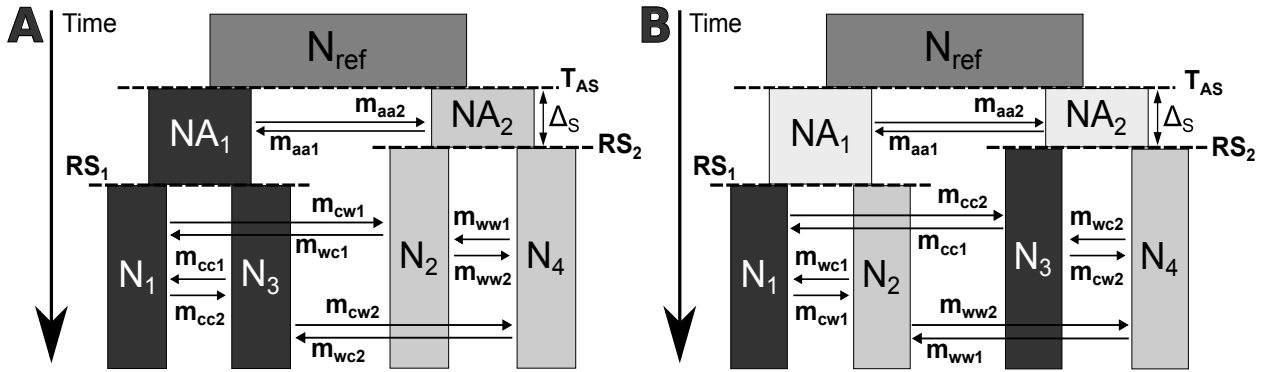 A
Time
N_ref
T_AS
NA_1
m_aa2
m_aa1
NA_2
Δ_S
RS_2
RS_1
m_cw1
m_wc1
m_ww1
m_ww2
m_cc1
m_cc2
N_1
N_3
N_2
N_4
m_cw2
m_wc2
B
Time
N_ref
T_AS
NA_1
m_aa2
m_aa1
NA_2
Δ_S
RS_2
RS_1
m_cc2
m_cc1
m_wc2
m_cw2
m_wc1
m_cw1
N_1
N_2
N_3
N_4
m_ww2
m_ww1